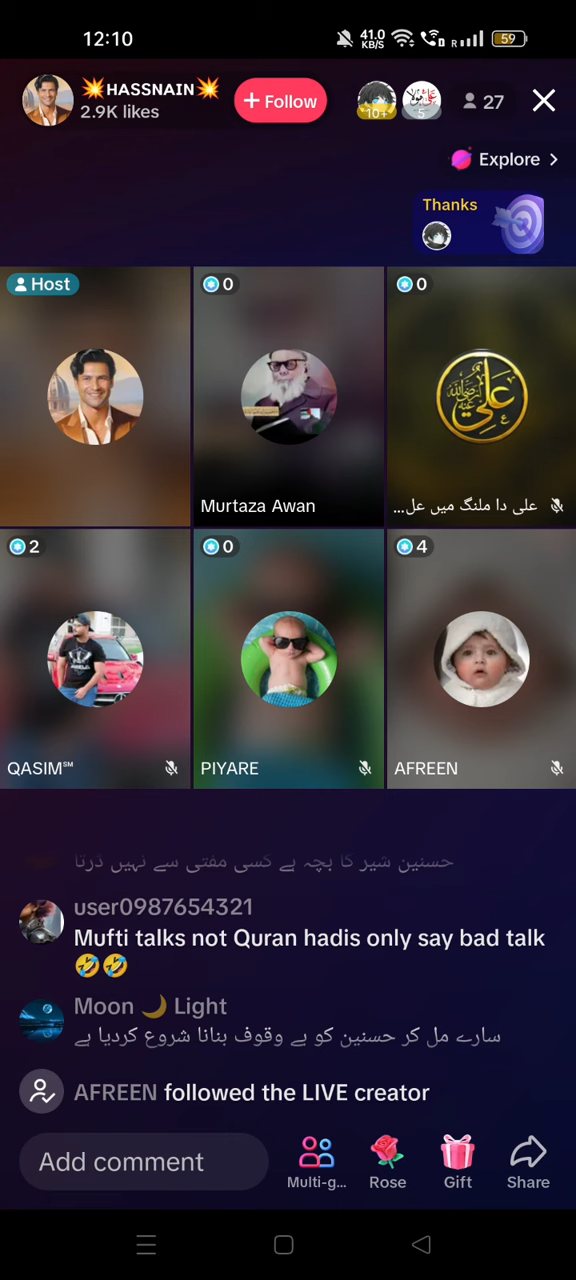 12:10
41.0
KB/S
R
59
💥HASSNAIN💥
2.9K likes
+ Follow
10+
5
27
Explore >
Thanks
Host
0
0
علی
رضی اللہ
عنہ
Murtaza Awan
علی دا ملنگ میں عل...
2
0
4
QASIM℠
PIYARE
AFREEN
حسنین شیر کا بچہ ہے کسی مفتی سے نہیں ڈرتا
user0987654321
Mufti talks not Quran hadis only say bad talk
🤣🤣
Moon 🌙 Light
سارے مل کر حسنین کو بے وقوف بنانا شروع کردیا ہے
AFREEN followed the LIVE creator
Add comment
Multi-g...
Rose
Gift
Share